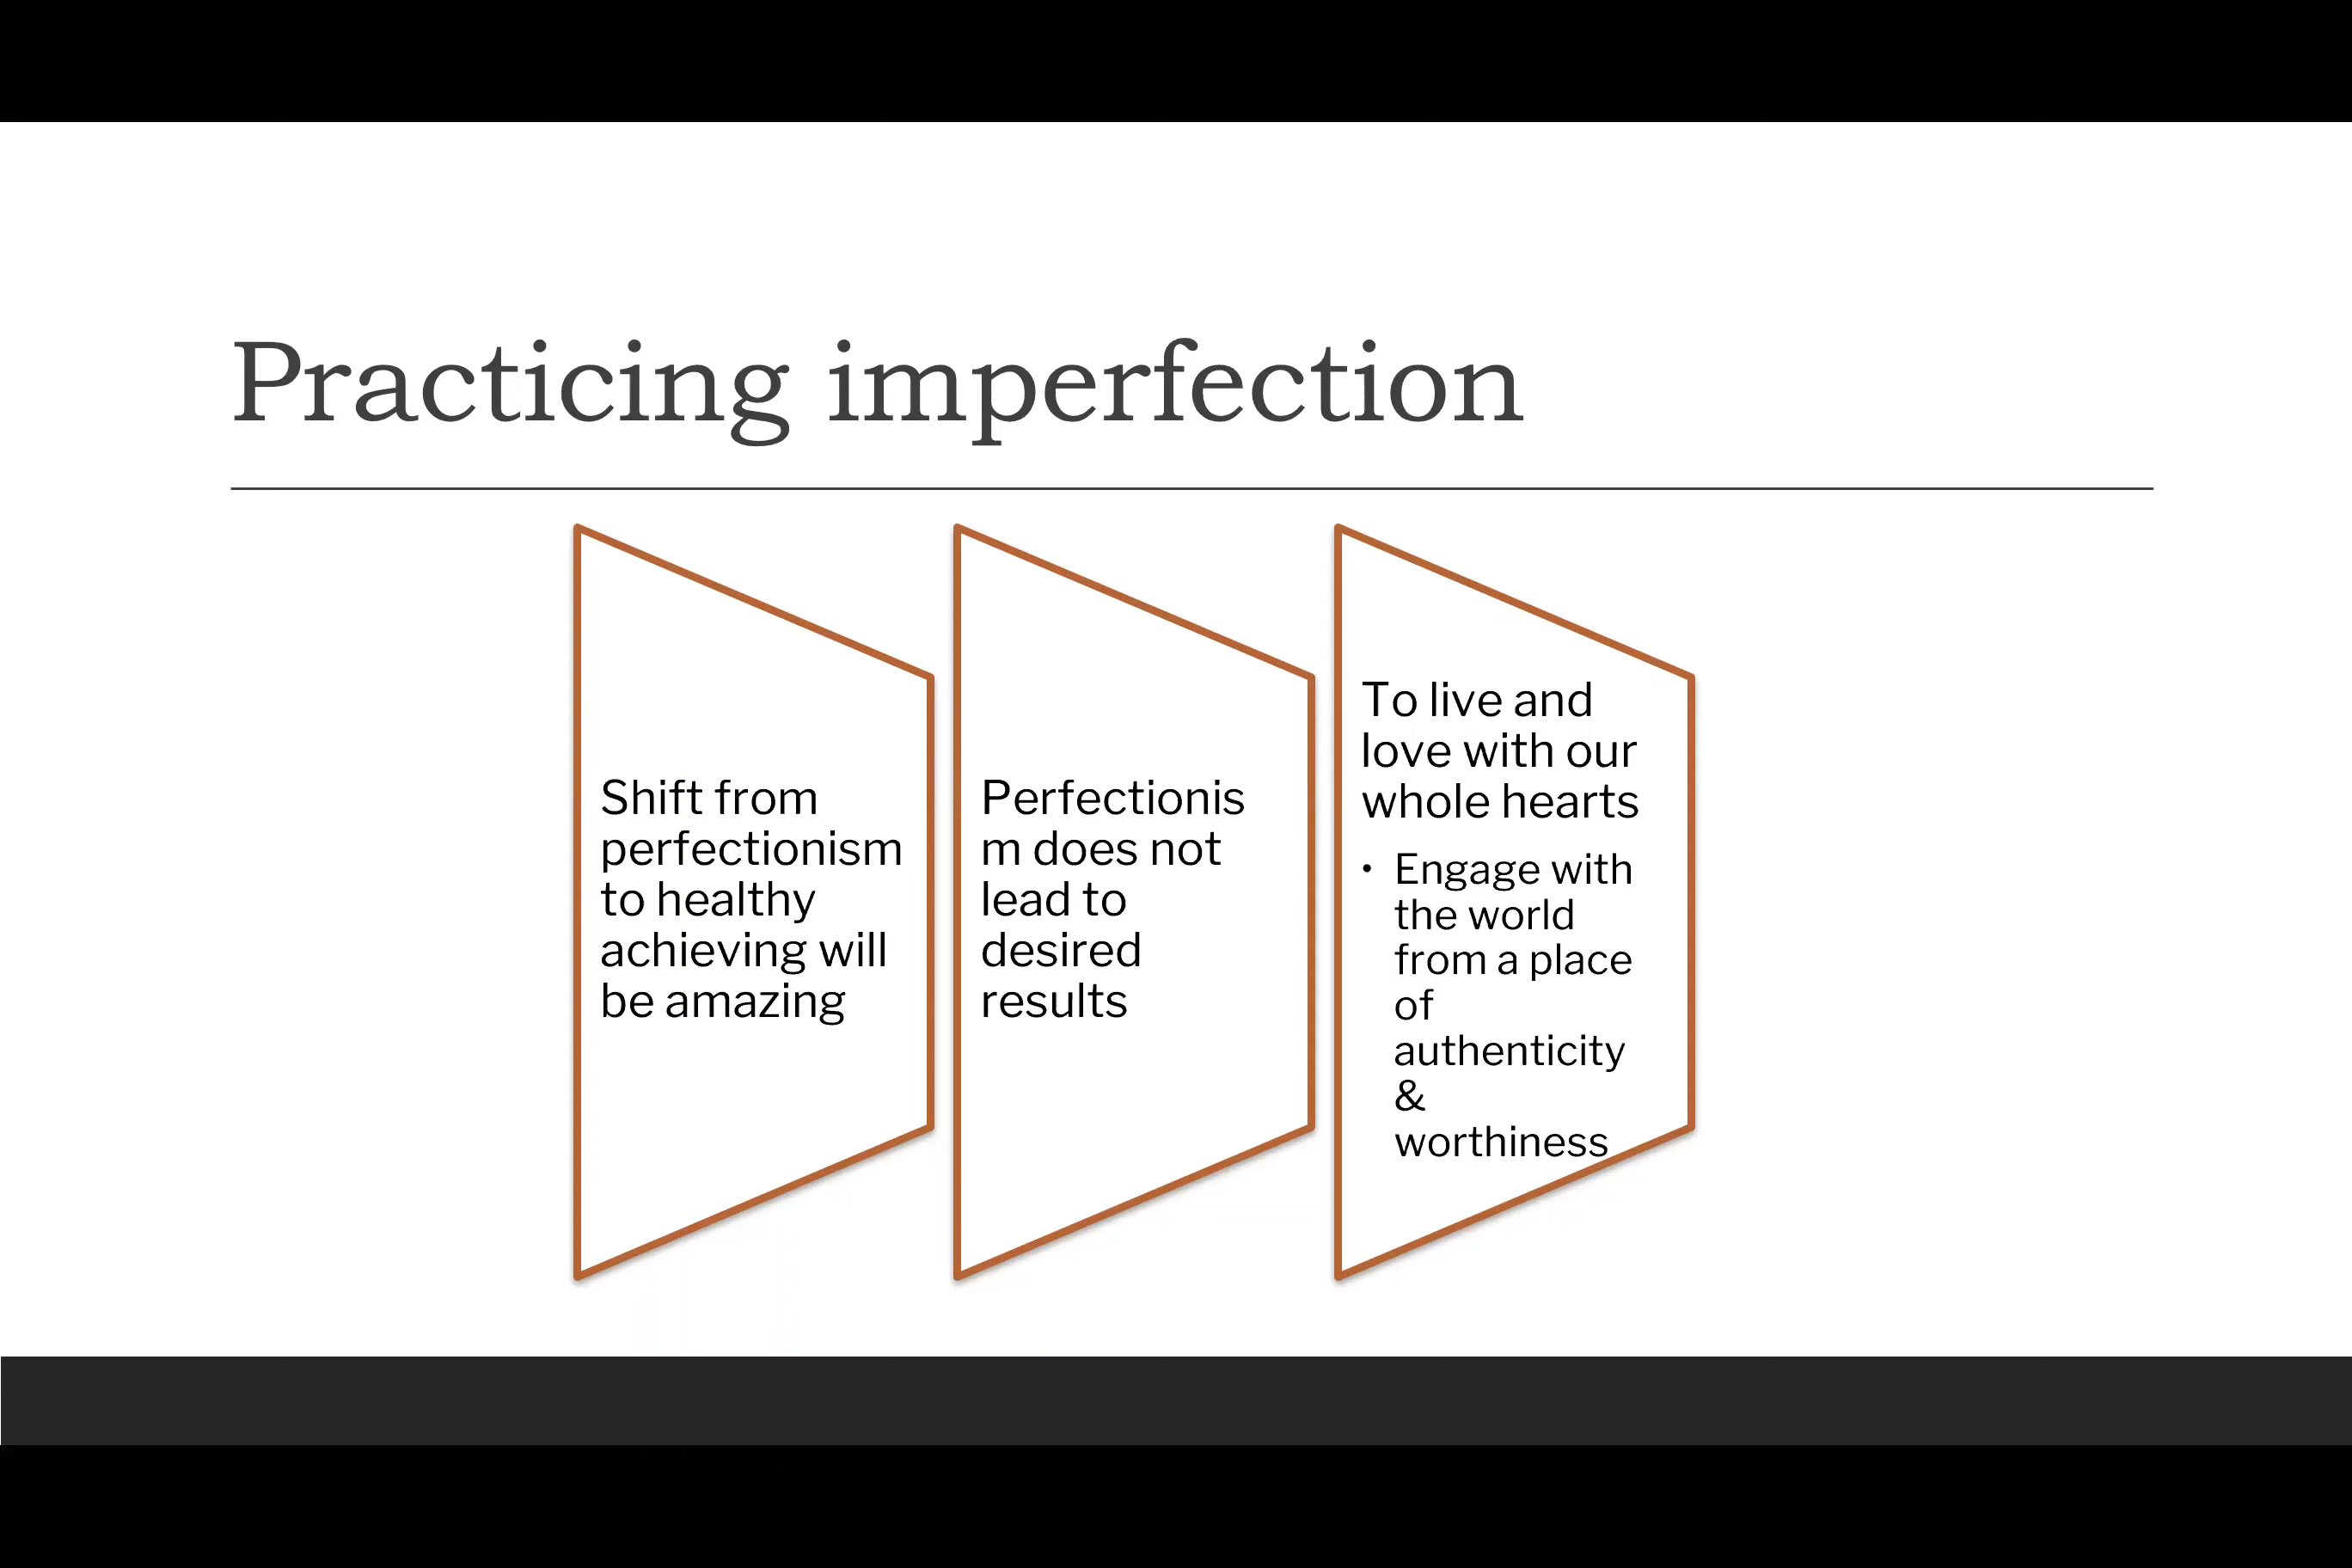 Practicing imperfection
Shift from
perfectionism
to healthy
achieving will
be amazing
Perfectionis
m does not
lead to
desired
results
To live and
love with our
whole hearts
• Engage with
the world
from a place
of
authenticity
&
worthiness